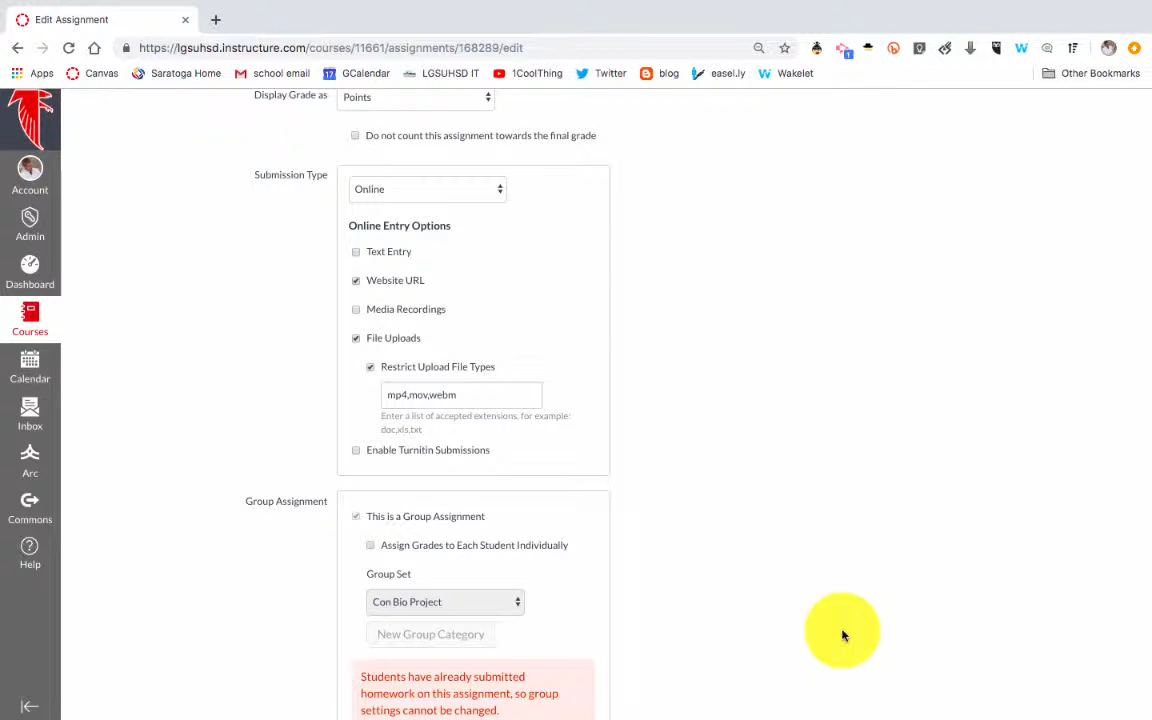 Edit Assignment
https://lgsuhsd.instructure.com/courses/11661/assignments/168289/edit
1
Apps
Canvas
Saratoga Home
school email
17
GCalendar
LGSUHSD IT
1CoolThing
Twitter
blog
easel.ly
Wakelet
Other Bookmarks
Account
Admin
Dashboard
Courses
Calendar
Inbox
Arc
Commons
Help
Display Grade as
Points
Do not count this assignment towards the final grade
Submission Type
Online
Online Entry Options
Text Entry
Website URL
Media Recordings
File Uploads
Restrict Upload File Types
mp4,mov,webm
Enter a list of accepted extensions, for example:
doc,xls,txt
Enable Turnitin Submissions
Group Assignment
This is a Group Assignment
Assign Grades to Each Student Individually
Group Set
Con Bio Project
New Group Category
Students have already submitted
homework on this assignment, so group
settings cannot be changed.